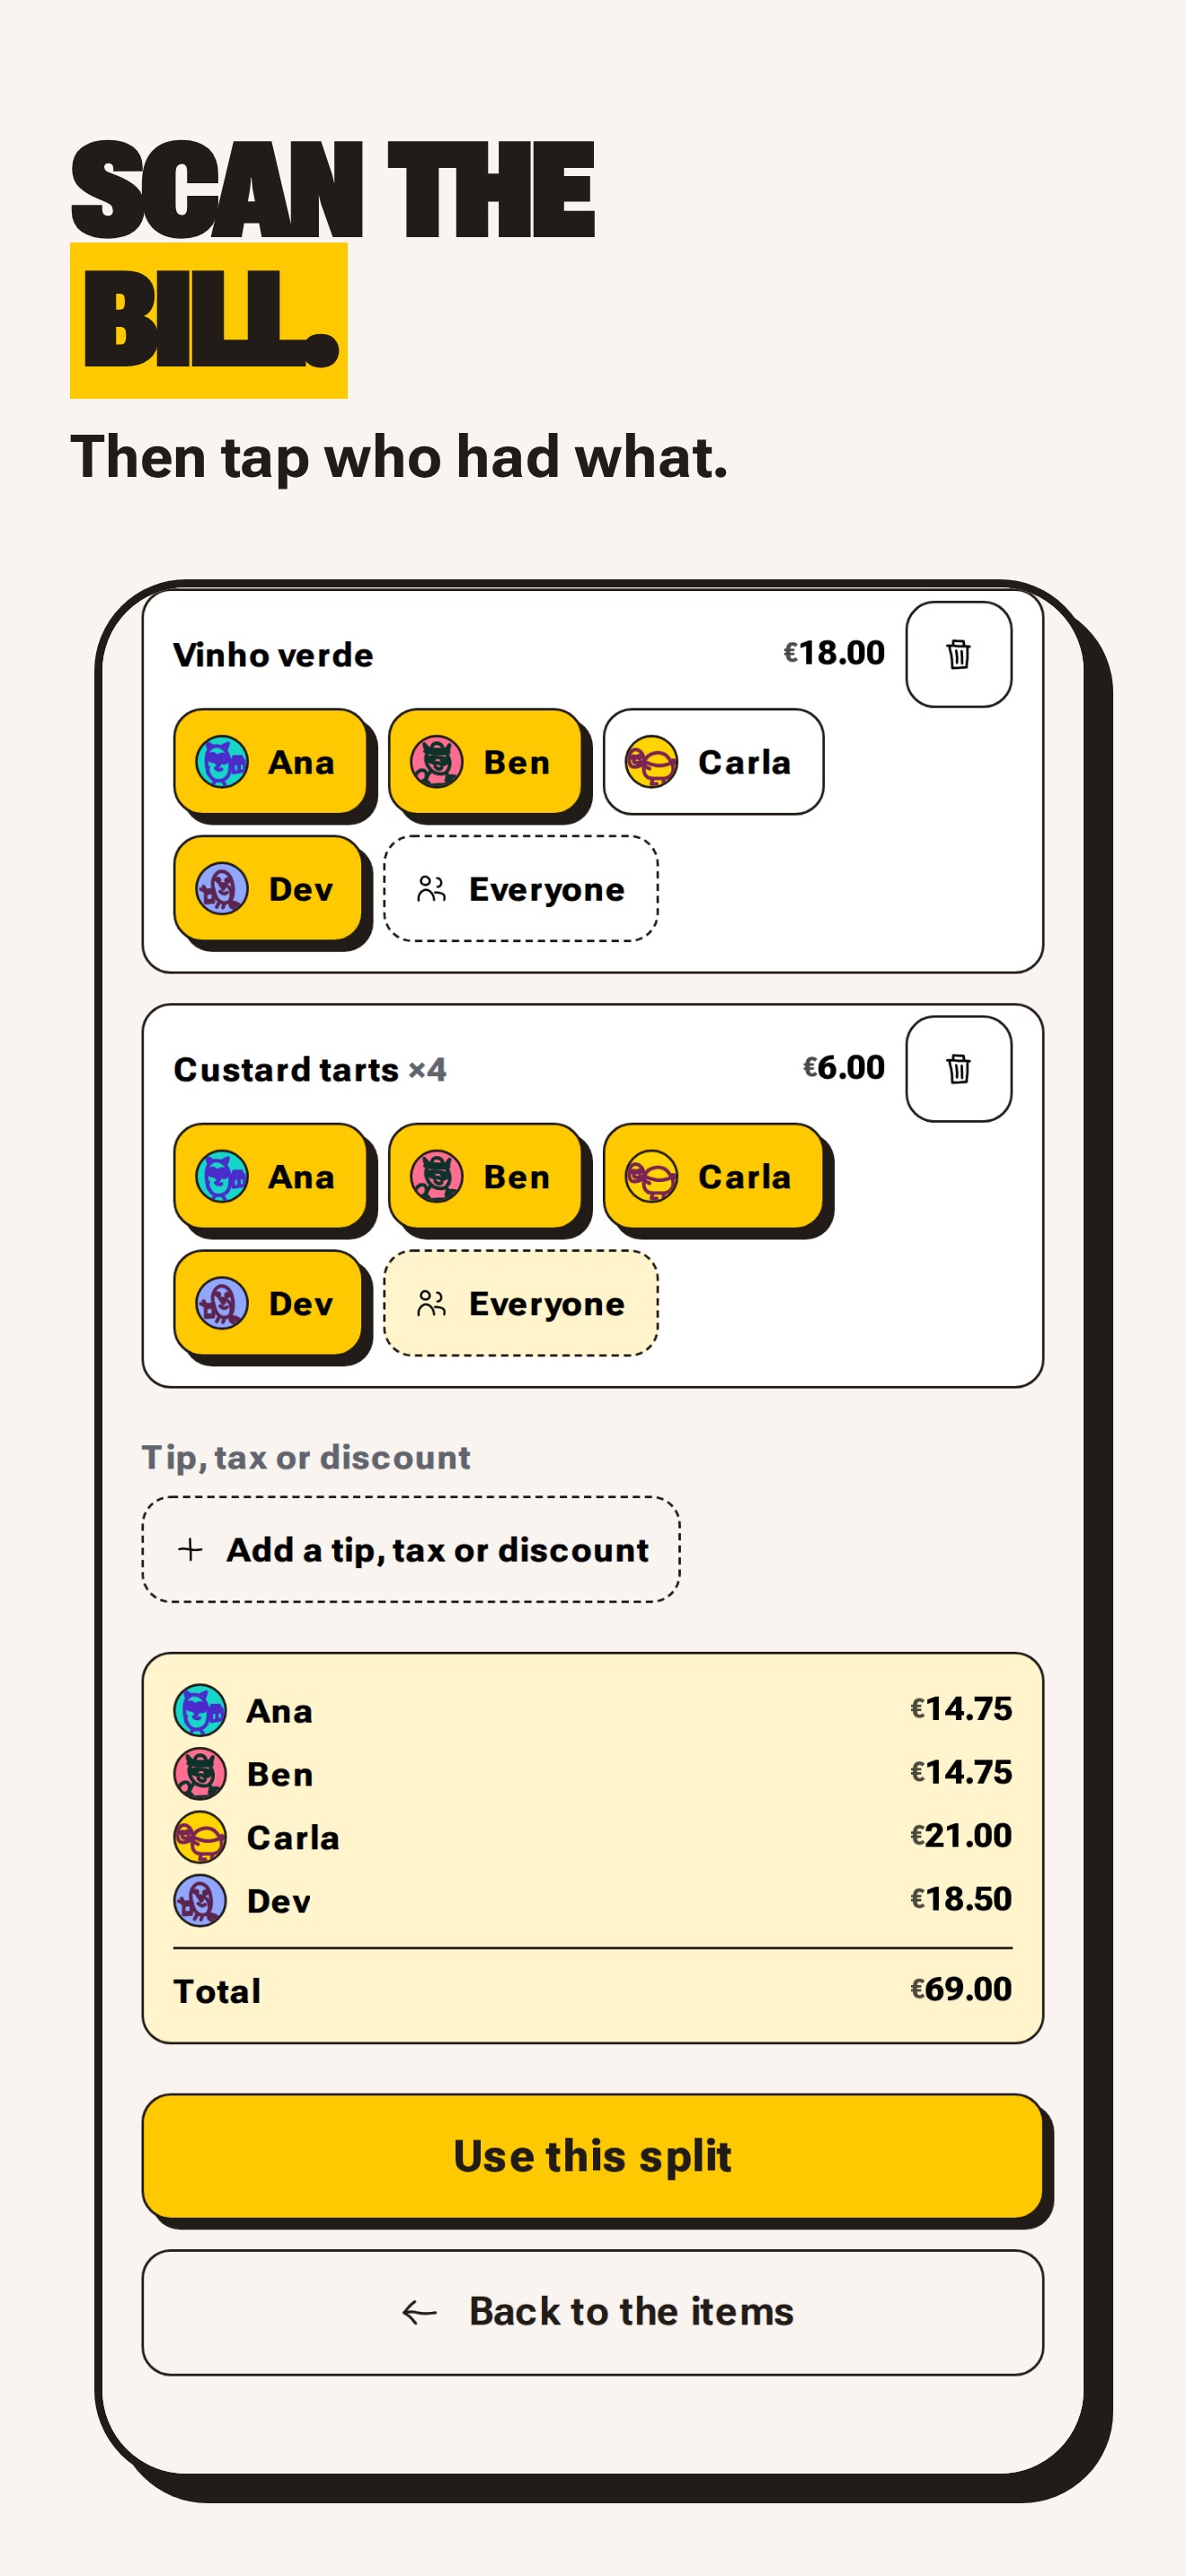 SCAN THE
BILL.
Then tap who had what.
Vinho verde €18.00
Ana Ben Carla
Dev Everyone
Custard tarts ×4 €6.00
Ana Ben Carla
Dev Everyone
Tip, tax or discount
+ Add a tip, tax or discount
Ana €14.75
Ben €14.75
Carla €21.00
Dev €18.50
Total €69.00
Use this split
← Back to the items